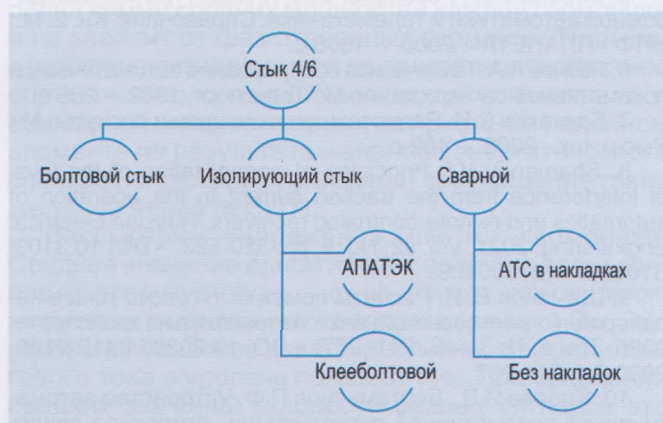 Стык 4/6
Болтовой стык Изолирующий стык Сварной
АПАТЭК АТС в накладках
Клееболтовой Без накладок